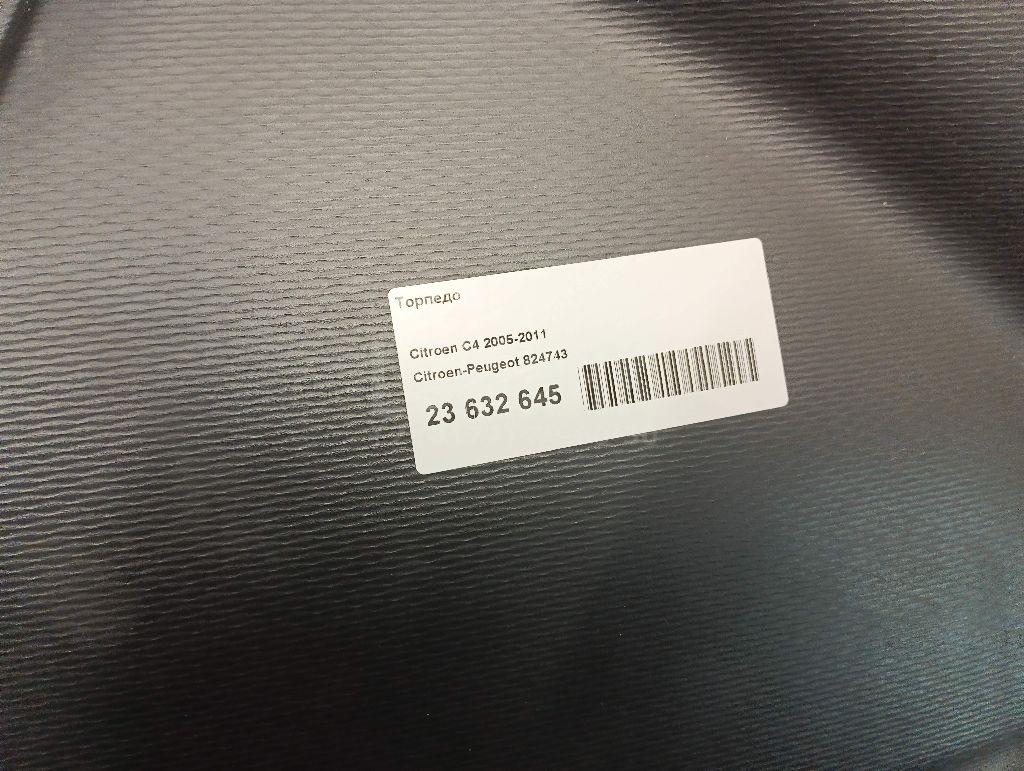 Торпедо
Citroen C4 2005-2011
Citroen-Peugeot 824743
23 632 645